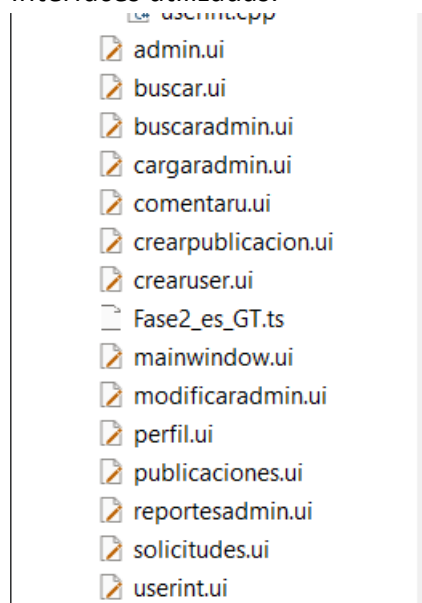 interfaces utilizadas:
userint.cpp
admin.ui
buscar.ui
buscaradmin.ui
cargaradmin.ui
comentaru.ui
crearpublicacion.ui
crearuser.ui
Fase2_es_GT.ts
mainwindow.ui
modificaradmin.ui
perfil.ui
publicaciones.ui
reportesadmin.ui
solicitudes.ui
userint.ui